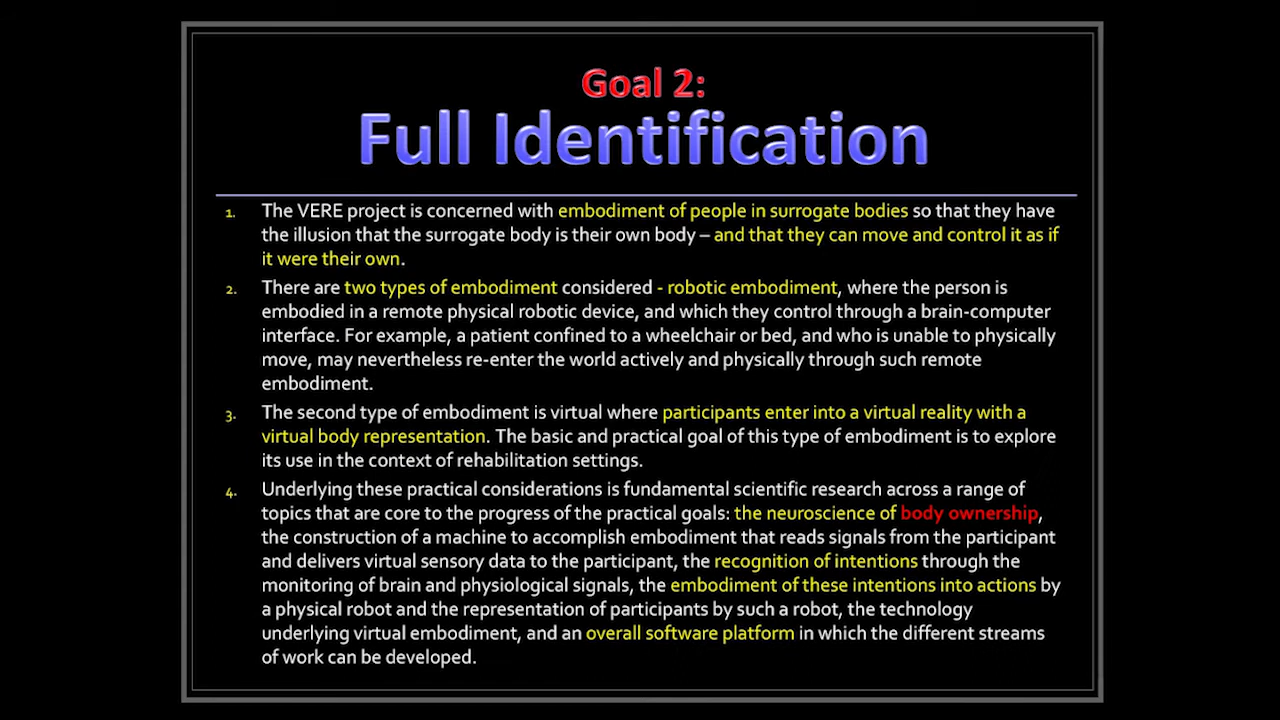 Goal 2:
Full Identification
1. The VERE project is concerned with embodiment of people in surrogate bodies so that they have
the illusion that the surrogate body is their own body – and that they can move and control it as if
it were their own.
2. There are two types of embodiment considered - robotic embodiment, where the person is
embodied in a remote physical robotic device, and which they control through a brain-computer
interface. For example, a patient confined to a wheelchair or bed, and who is unable to physically
move, may nevertheless re-enter the world actively and physically through such remote
embodiment.
3. The second type of embodiment is virtual where participants enter into a virtual reality with a
virtual body representation. The basic and practical goal of this type of embodiment is to explore
its use in the context of rehabilitation settings.
4. Underlying these practical considerations is fundamental scientific research across a range of
topics that are core to the progress of the practical goals: the neuroscience of body ownership,
the construction of a machine to accomplish embodiment that reads signals from the participant
and delivers virtual sensory data to the participant, the recognition of intentions through the
monitoring of brain and physiological signals, the embodiment of these intentions into actions by
a physical robot and the representation of participants by such a robot, the technology
underlying virtual embodiment, and an overall software platform in which the different streams
of work can be developed.